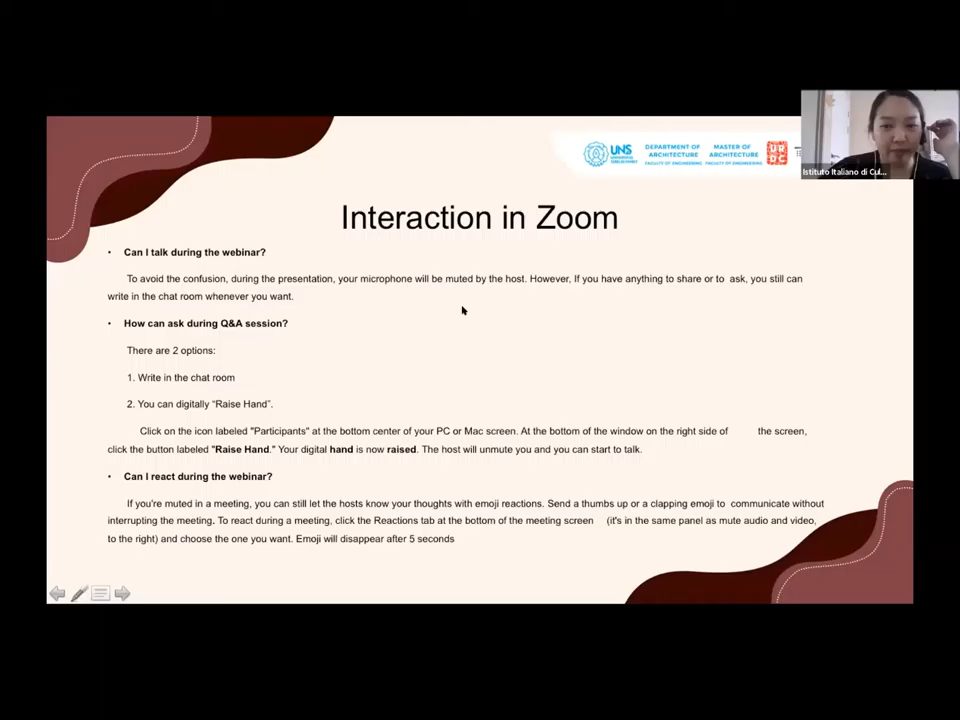 UNS
DEPARTMENT OF
ARCHITECTURE
FACULTY OF ENGINEERING
MASTER OF
ARCHITECTURE
FACULTY OF ENGINEERING
UR
DC
Istituto Italiano di Cul...
Interaction in Zoom
• Can I talk during the webinar?
To avoid the confusion, during the presentation, your microphone will be muted by the host. However, If you have anything to share or to ask, you still can
write in the chat room whenever you want.
• How can ask during Q&A session?
There are 2 options:
1. Write in the chat room
2. You can digitally “Raise Hand”.
Click on the icon labeled "Participants" at the bottom center of your PC or Mac screen. At the bottom of the window on the right side of the screen,
click the button labeled "Raise Hand." Your digital hand is now raised. The host will unmute you and you can start to talk.
• Can I react during the webinar?
If you're muted in a meeting, you can still let the hosts know your thoughts with emoji reactions. Send a thumbs up or a clapping emoji to communicate without
interrupting the meeting. To react during a meeting, click the Reactions tab at the bottom of the meeting screen (it's in the same panel as mute audio and video,
to the right) and choose the one you want. Emoji will disappear after 5 seconds